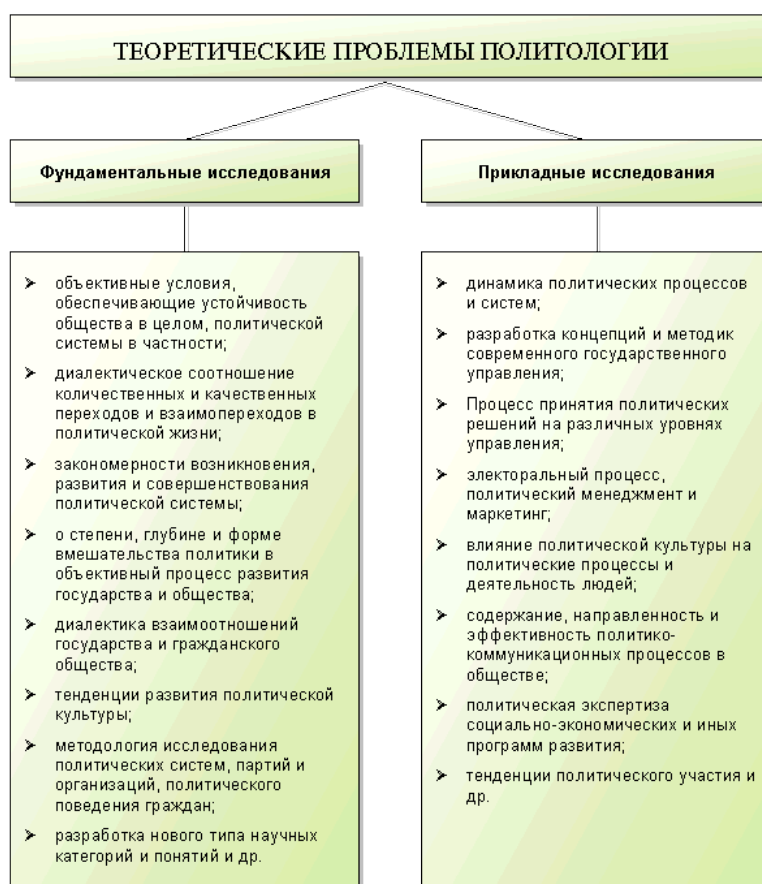 ТЕОРЕТИЧЕСКИЕ ПРОБЛЕМЫ ПОЛИТОЛОГИИ
Фундаментальные исследования
➤ объективные условия,
обеспечивающие устойчивость
общества в целом, политической
системы в частности;
➤ диалектическое соотношение
количественных и качественных
переходов и взаимопереходов в
политической жизни;
➤ закономерности возникновения,
развития и совершенствования
политической системы;
➤ о степени, глубине и форме
вмешательства политики в
объективный процесс развития
государства и общества;
➤ диалектика взаимоотношений
государства и гражданского
общества;
➤ тенденции развития политической
культуры;
➤ методология исследования
политических систем, партий и
организаций, политического
поведения граждан;
➤ разработка нового типа научных
категорий и понятий и др.
Прикладные исследования
➤ динамика политических процессов
и систем;
➤ разработка концепций и методик
современного государственного
управления;
➤ Процесс принятия политических
решений на различных уровнях
управления;
➤ электоральный процесс,
политический менеджмент и
маркетинг;
➤ влияние политической культуры на
политические процессы и
деятельность людей;
➤ содержание, направленность и
эффективность политико-
коммуникационных процессов в
обществе;
➤ политическая экспертиза
социально-экономических и иных
программ развития;
➤ тенденции политического участия и
др.